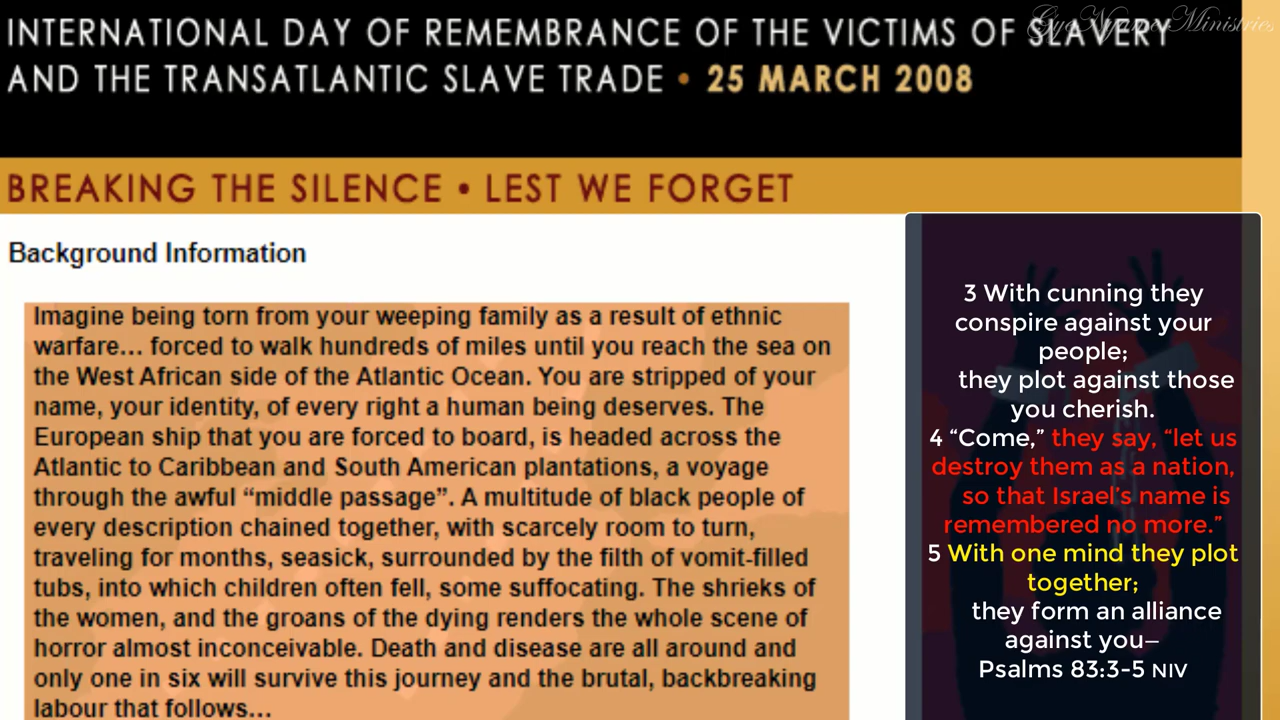 INTERNATIONAL DAY OF REMEMBRANCE OF THE VICTIMS OF SLAVERY
AND THE TRANSATLANTIC SLAVE TRADE • 25 MARCH 2008
BREAKING THE SILENCE • LEST WE FORGET
Background Information
Imagine being torn from your weeping family as a result of ethnic
warfare... forced to walk hundreds of miles until you reach the sea on
the West African side of the Atlantic Ocean. You are stripped of your
name, your identity, of every right a human being deserves. The
European ship that you are forced to board, is headed across the
Atlantic to Caribbean and South American plantations, a voyage
through the awful “middle passage”. A multitude of black people of
every description chained together, with scarcely room to turn,
traveling for months, seasick, surrounded by the filth of vomit-filled
tubs, into which children often fell, some suffocating. The shrieks of
the women, and the groans of the dying renders the whole scene of
horror almost inconceivable. Death and disease are all around and
only one in six will survive this journey and the brutal, backbreaking
labour that follows...
3 With cunning they
conspire against your
people;
they plot against those
you cherish.
4 “Come,” they say, “let us
destroy them as a nation,
so that Israel’s name is
remembered no more.”
5 With one mind they plot
together;
they form an alliance
against you—
Psalms 83:3-5 NIV